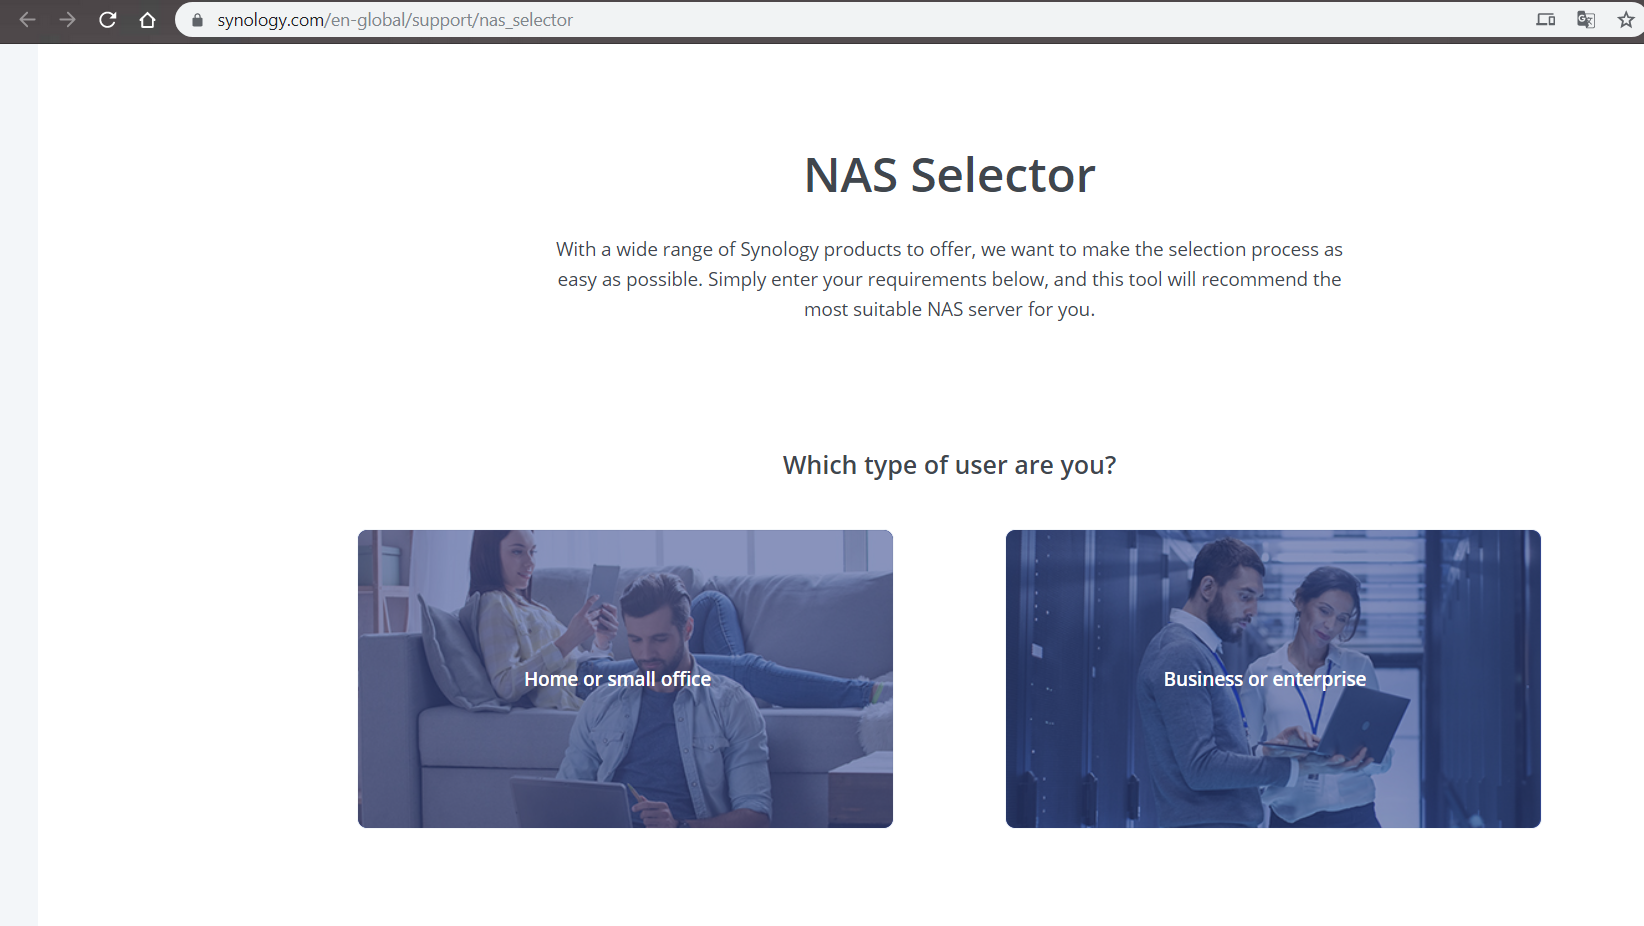 synology.com/en-global/support/nas_selector
NAS Selector
With a wide range of Synology products to offer, we want to make the selection process as
easy as possible. Simply enter your requirements below, and this tool will recommend the
most suitable NAS server for you.
Which type of user are you?
Home or small office
Business or enterprise